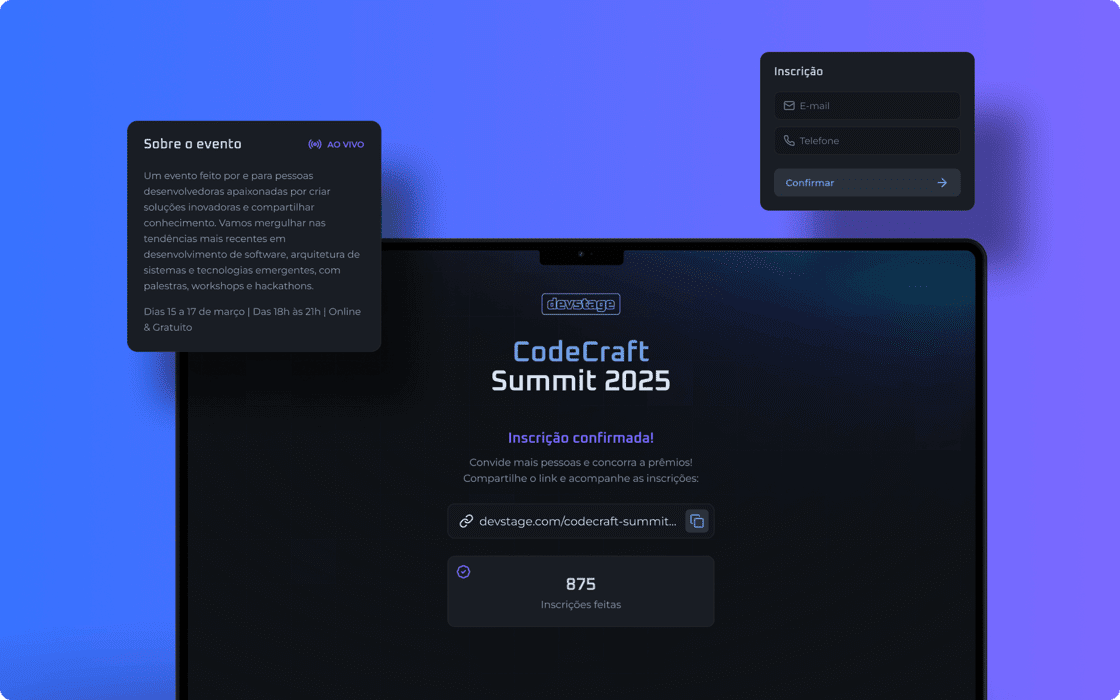 Inscrição
E-mail
Telefone
Confirmar
Sobre o evento
AO VIVO
Um evento feito por e para pessoas
desenvolvedoras apaixonadas por criar
soluções inovadoras e compartilhar
conhecimento. Vamos mergulhar nas
tendências mais recentes em
desenvolvimento de software, arquitetura de
sistemas e tecnologias emergentes, com
palestras, workshops e hackathons.
Dias 15 a 17 de março | Das 18h às 21h | Online
& Gratuito
devstage
CodeCraft
Summit 2025
Inscrição confirmada!
Convide mais pessoas e concorra a prêmios!
Compartilhe o link e acompanhe as inscrições:
devstage.com/codecraft-summit...
875
Inscrições feitas